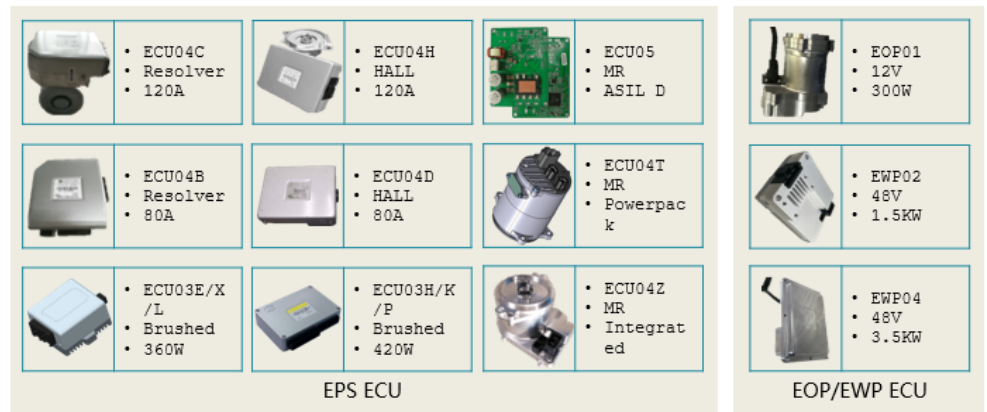 • ECU04C
• Resolver
• 120A
• ECU04H
• HALL
• 120A
• ECU05
• MR
• ASIL D
• EOP01
• 12V
• 300W
• ECU04B
• Resolver
• 80A
• ECU04D
• HALL
• 80A
• ECU04T
• MR
• Powerpac
k
• EWP02
• 48V
• 1.5KW
• ECU03E/X
/L
• Brushed
• 360W
• ECU03H/K
/P
• Brushed
• 420W
• ECU04Z
• MR
• Integrat
ed
• EWP04
• 48V
• 3.5KW
EPS ECU
EOP/EWP ECU